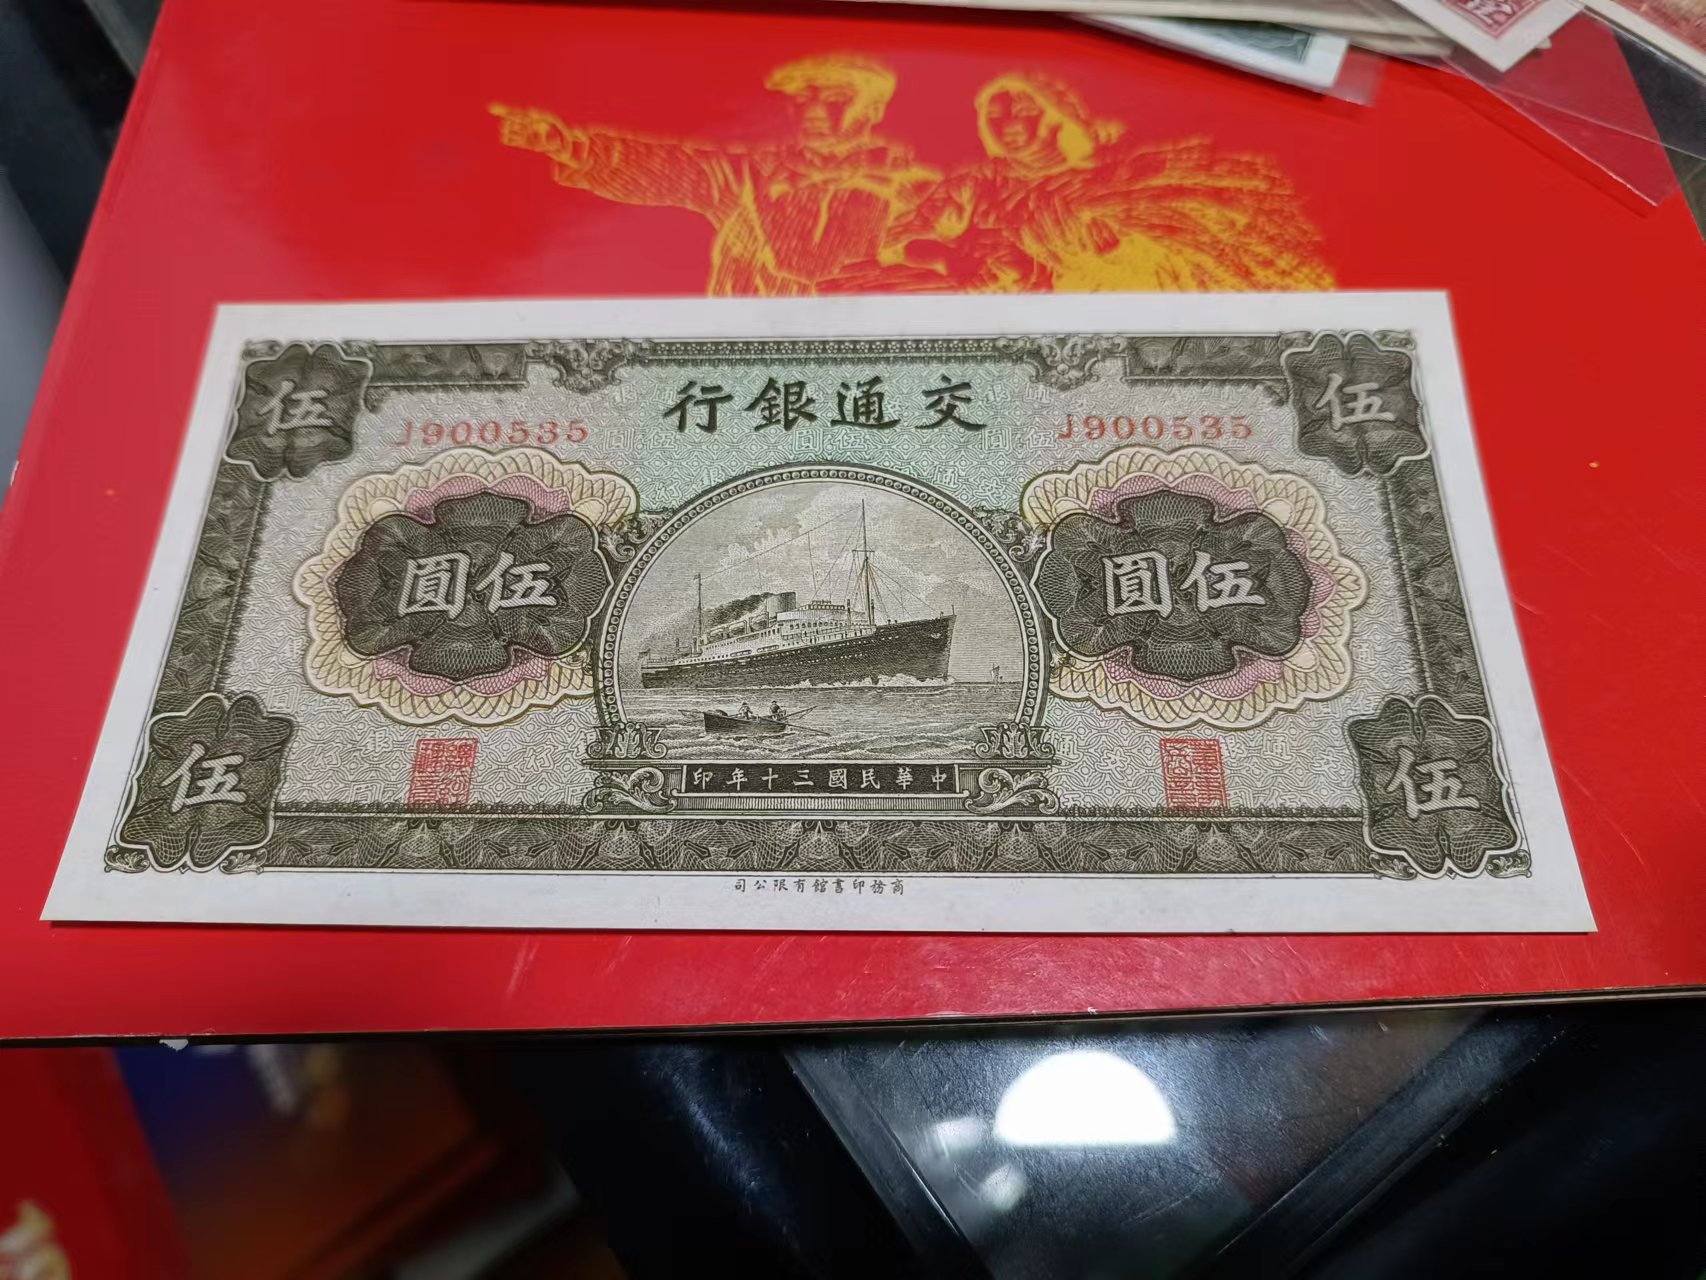 交通銀行
J900535
J900535
伍
伍
伍圓
伍圓
中華民國三十年印
伍
伍
商務印書館有限公司